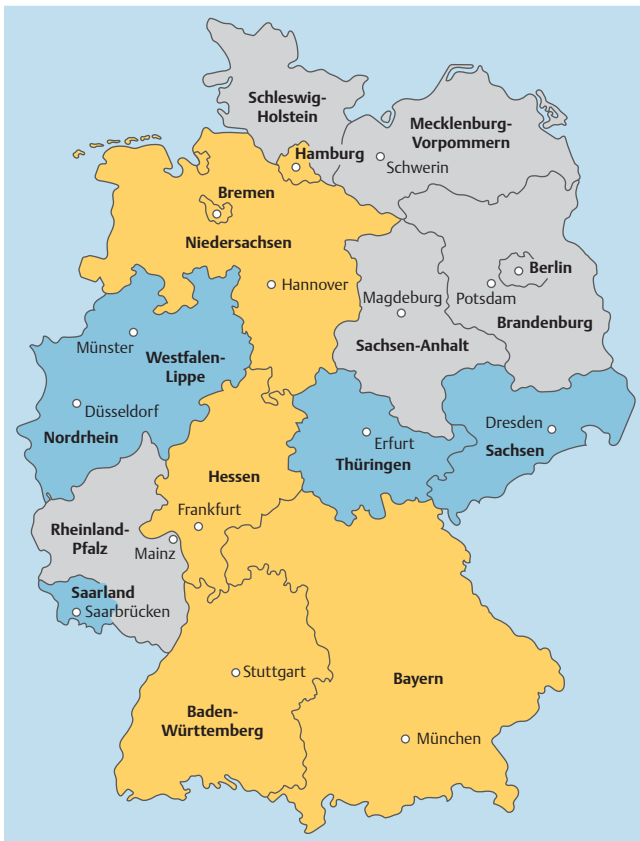 Schleswig-
Holstein
Mecklenburg-
Vorpommern
Hamburg
Schwerin
Bremen
Niedersachsen
Berlin
Hannover
Magdeburg
Potsdam
Brandenburg
Münster
Westfalen-
Lippe
Sachsen-Anhalt
Düsseldorf
Nordrhein
Erfurt
Thüringen
Dresden
Sachsen
Hessen
Frankfurt
Rheinland-
Pfalz
Mainz
Saarland
Saarbrücken
Stuttgart
Bayern
Baden-
Württemberg
München